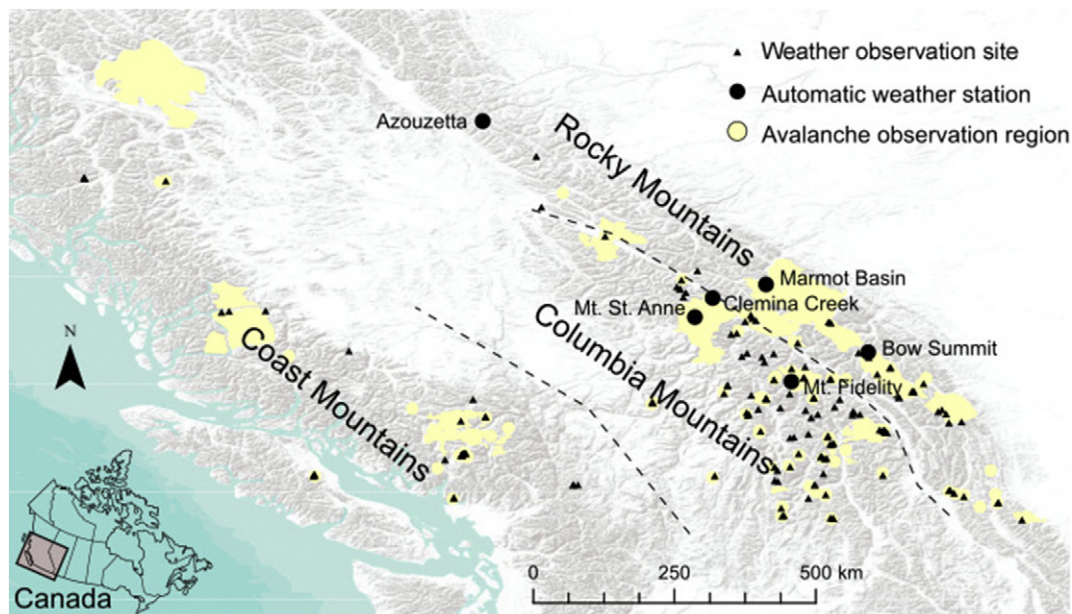 Weather observation site
Automatic weather station
Avalanche observation region
Azouzetta
Rocky Mountains
Marmot Basin
Clemina Creek
Mt. St. Anne
Bow Summit
Mt. Fidelity
Columbia Mountains
Coast Mountains
N
Canada
0 250 500 km